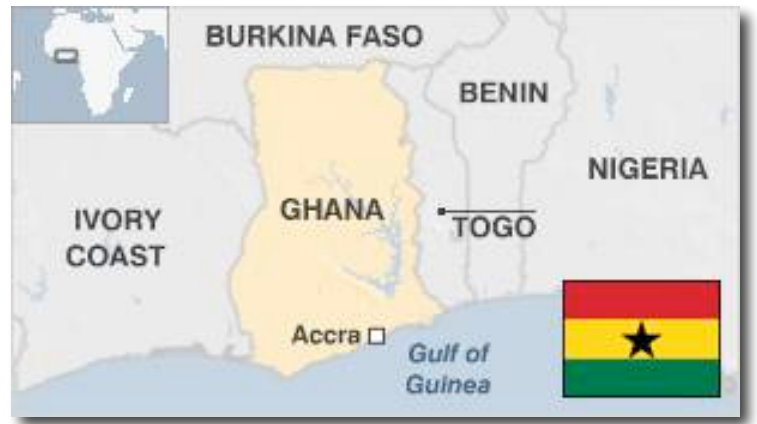 BURKINA FASO
BENIN
NIGERIA
GHANA
IVORY
COAST
TOGO
Accra
Gulf of
Guinea